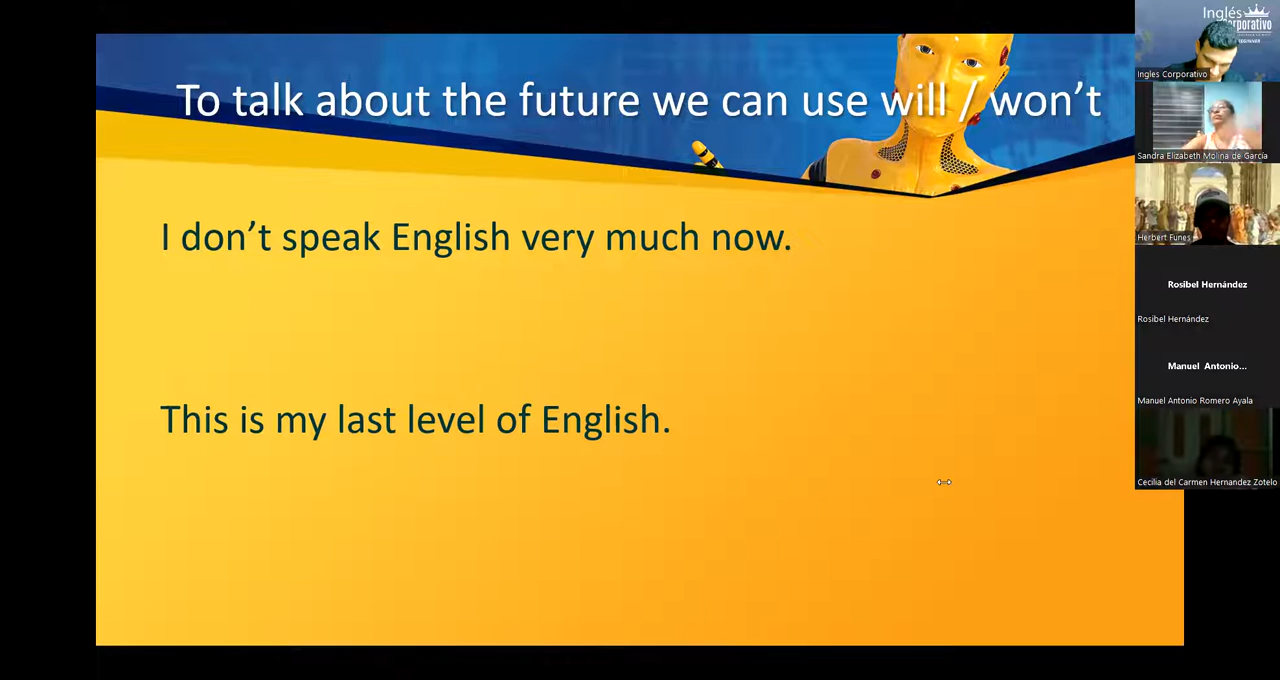 To talk about the future we can use will / won’t
I don’t speak English very much now.
This is my last level of English.
Inglés
Corporativo
BEGINNER
Ingles Corporativo
Sandra Elizabeth Molina de García
Herbert Funes
Rosibel Hernández
Rosibel Hernández
Manuel Antonio...
Manuel Antonio Romero Ayala
Cecilia del Carmen Hernandez Zotelo